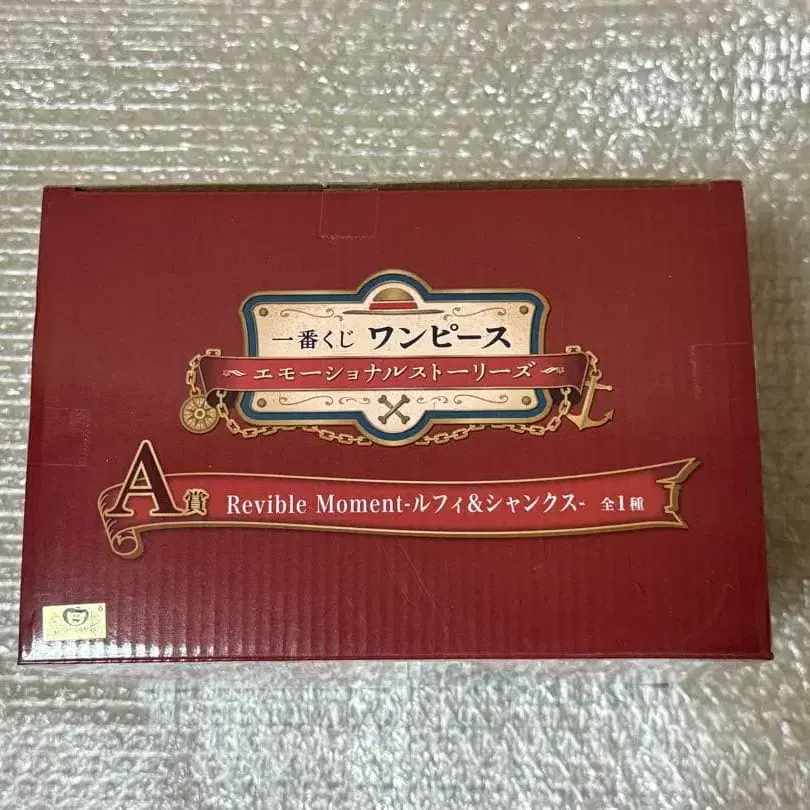 一番くじ ワンピース
エモーショナルストーリーズ
A賞 Revible Moment-ルフィ&シャンクス- 全1種
6